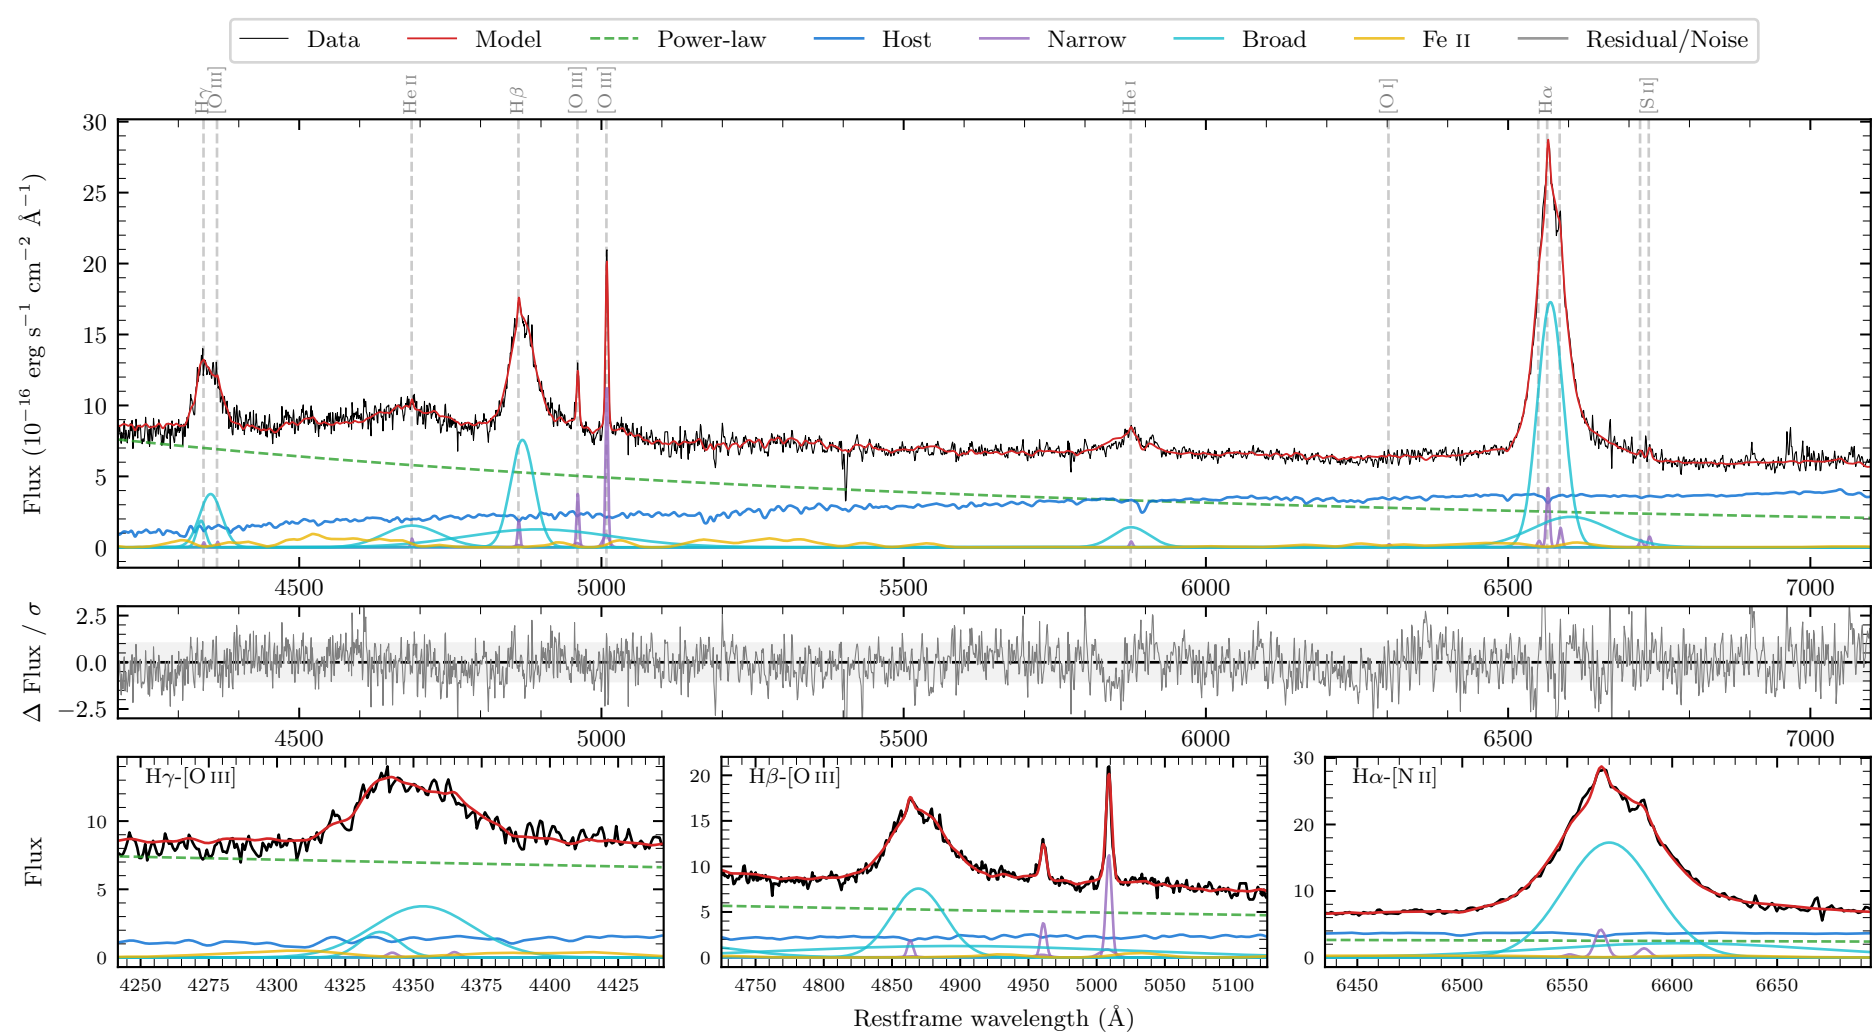 Data Model Power-law Host Narrow Broad Fe II Residual/Noise
Hγ [O III] He II Hβ [O III] [O III] He I [O I] Hα [S II]
30
25
20
15
10
5
0
Flux (10⁻¹⁶ erg s⁻¹ cm⁻² Å⁻¹)
4500 5000 5500 6000 6500 7000
2.5
0.0
−2.5
Δ Flux / σ
4500 5000 5500 6000 6500 7000
Hγ-[O III]
10
5
0
Flux
4250 4275 4300 4325 4350 4375 4400 4425
Hβ-[O III]
20
15
10
5
0
4750 4800 4850 4900 4950 5000 5050 5100
Hα-[N II]
30
20
10
0
6450 6500 6550 6600 6650
Restframe wavelength (Å)